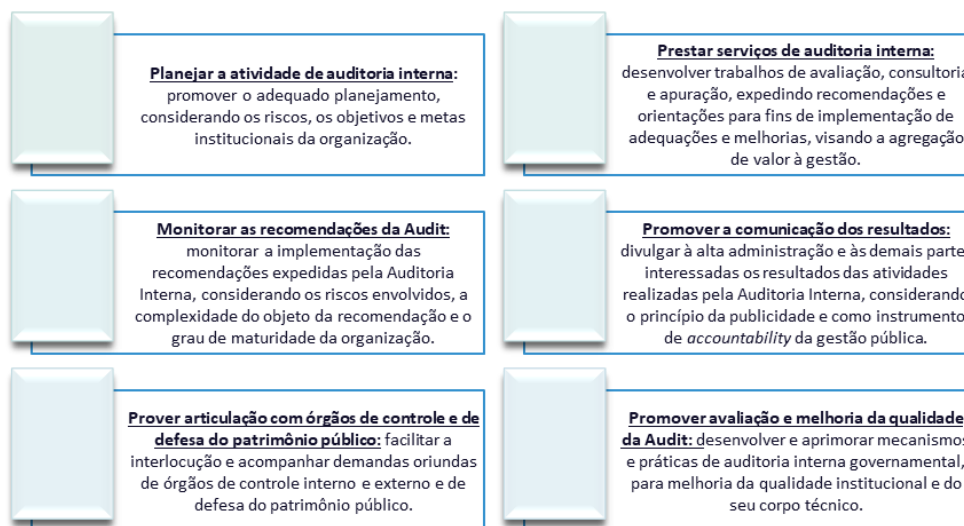 Planejar a atividade de auditoria interna:
promover o adequado planejamento,
considerando os riscos, os objetivos e metas
institucionais da organização.
Prestar serviços de auditoria interna:
desenvolver trabalhos de avaliação, consultoria
e apuração, expedindo recomendações e
orientações para fins de implementação de
adequações e melhorias, visando a agregação
de valor à gestão.
Monitorar as recomendações da Audit:
monitorar a implementação das
recomendações expedidas pela Auditoria
Interna, considerando os riscos envolvidos, a
complexidade do objeto da recomendação e o
grau de maturidade da organização.
Promover a comunicação dos resultados:
divulgar à alta administração e às demais parte
interessadas os resultados das atividades
realizadas pela Auditoria Interna, considerando
o princípio da publicidade e como instrumento
de accountability da gestão pública.
Prover articulação com órgãos de controle e de
defesa do patrimônio público: facilitar a
interlocução e acompanhar demandas oriundas
de órgãos de controle interno e externo e de
defesa do patrimônio público.
Promover avaliação e melhoria da qualidade
da Audit: desenvolver e aprimorar mecanismos
e práticas de auditoria interna governamental,
para melhoria da qualidade institucional e do
seu corpo técnico.